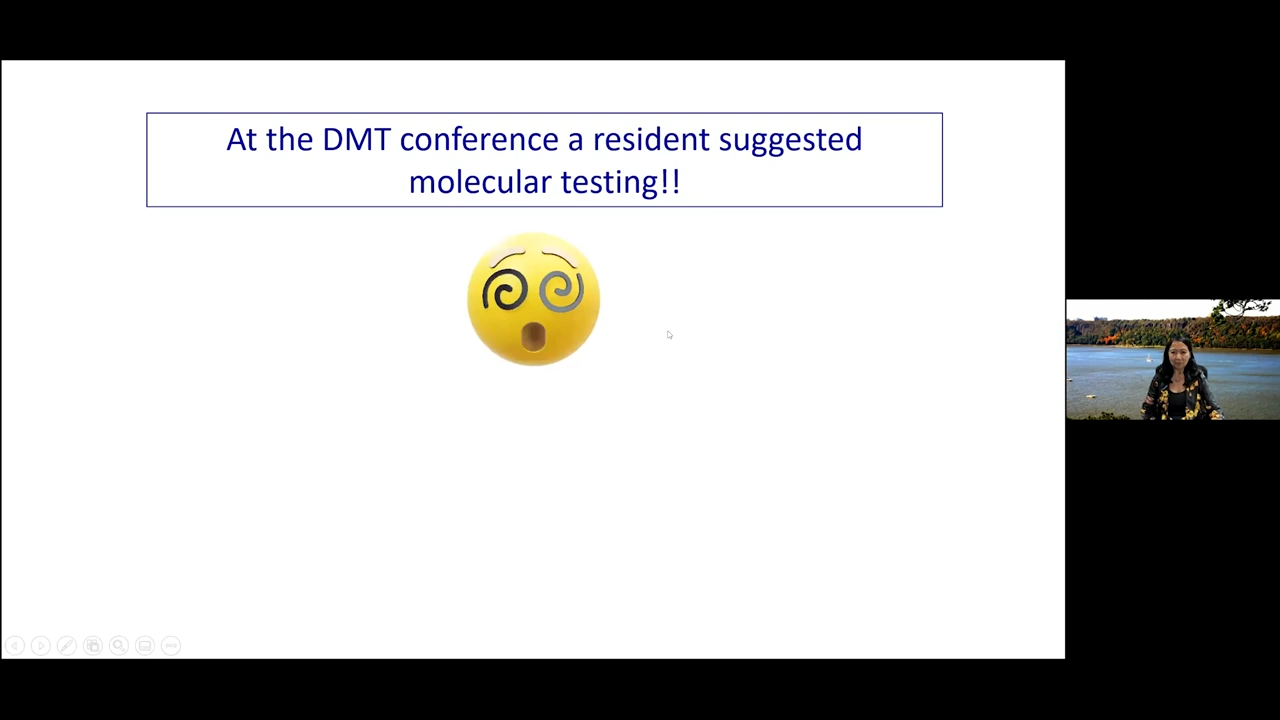 At the DMT conference a resident suggested
molecular testing!!